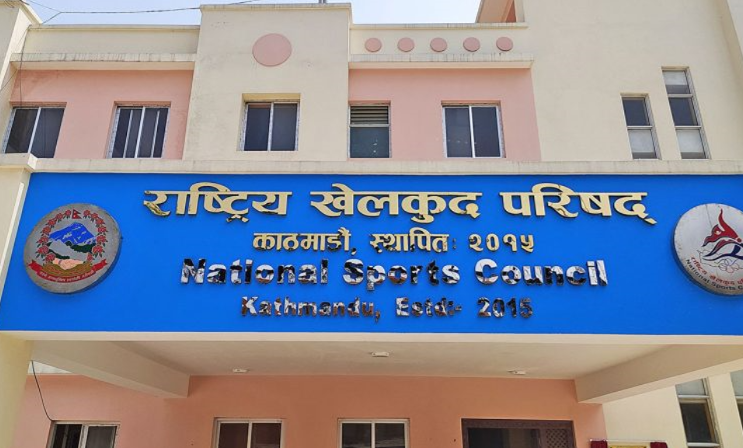 राष्ट्रिय खेलकुद परिषद्
काठमाडौं, स्थापितः २०१५
National Sports Council
Kathmandu, Estd:- 2015